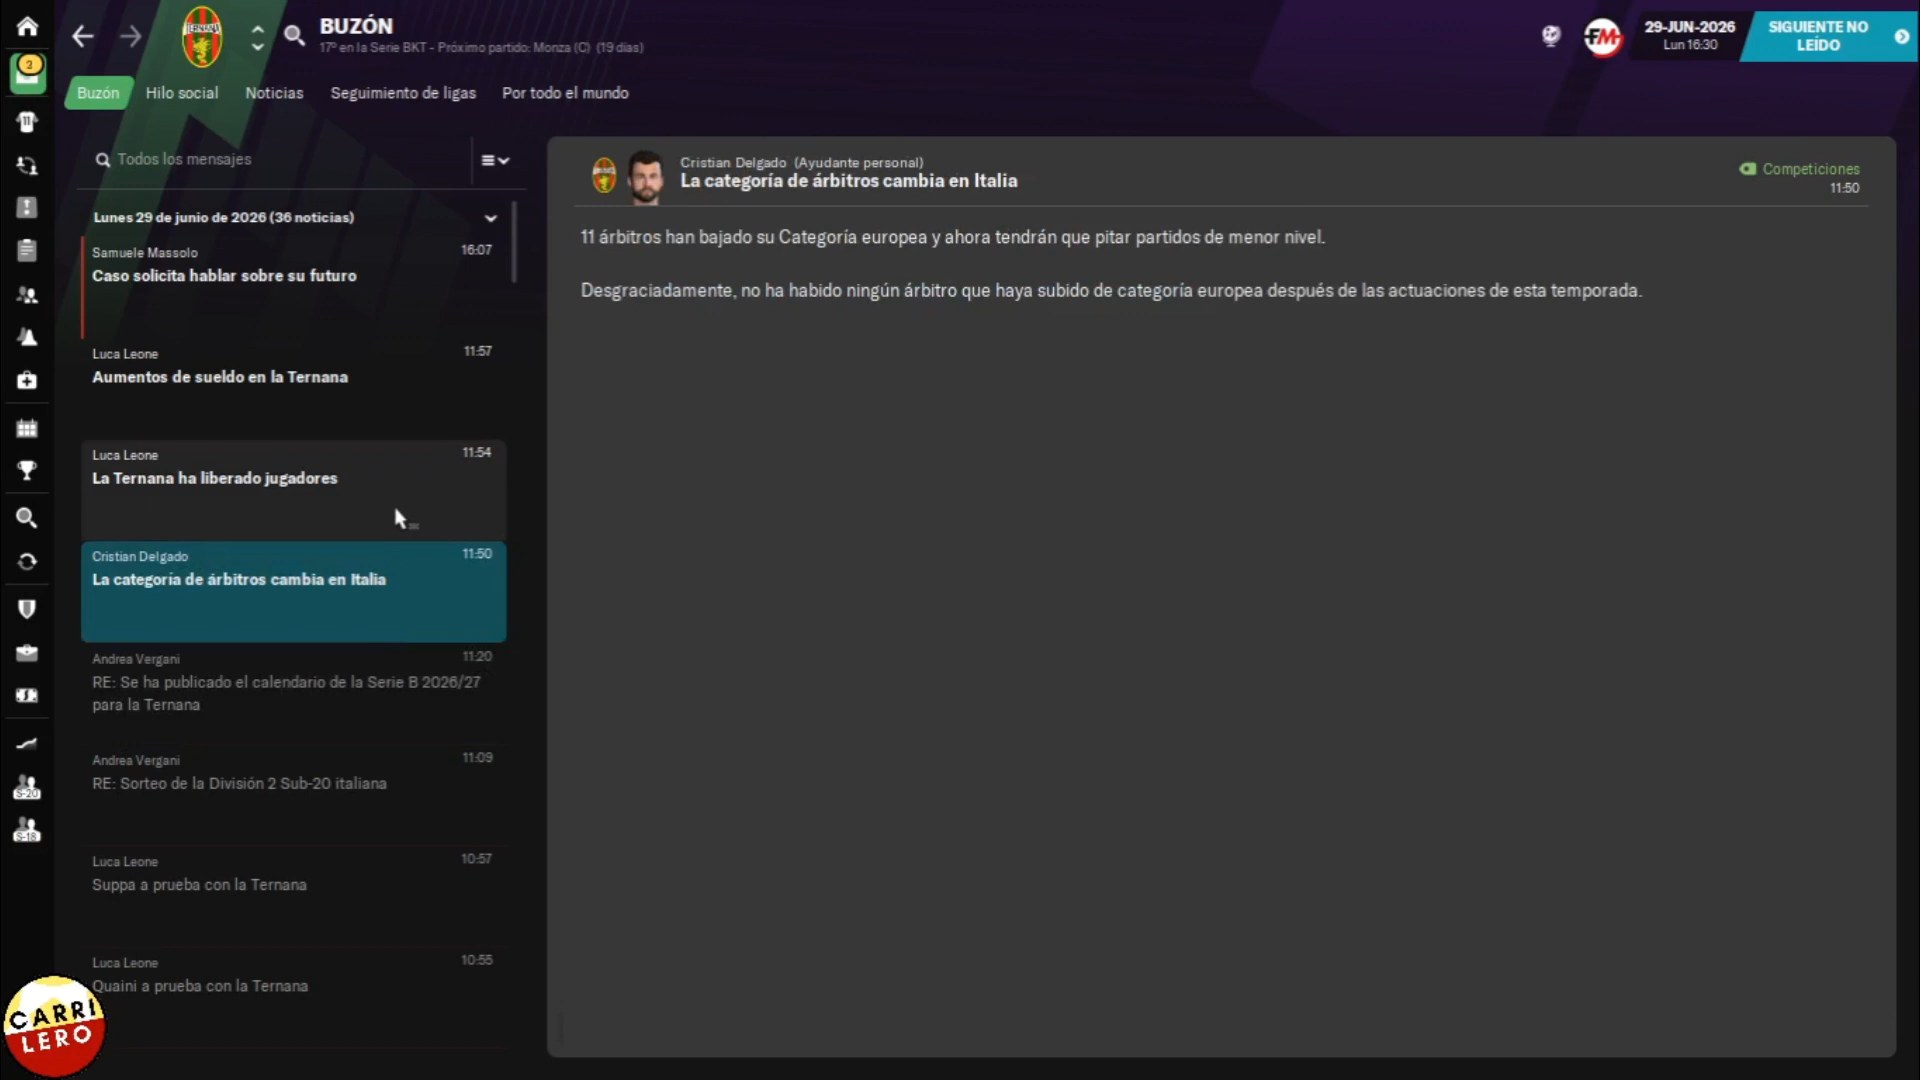 TERNANA
BUZÓN
17º en la Serie BKT - Próximo partido: Monza (C) (19 días)
FM
29-JUN-2026
Lun 16:30
SIGUIENTE NO
LEÍDO
2
Buzón
Hilo social
Noticias
Seguimiento de ligas
Por todo el mundo
Todos los mensajes
Lunes 29 de junio de 2026 (36 noticias)
Samuele Massolo
16:07
Caso solicita hablar sobre su futuro
Luca Leone
11:57
Aumentos de sueldo en la Ternana
Luca Leone
11:54
La Ternana ha liberado jugadores
Cristian Delgado
11:50
La categoría de árbitros cambia en Italia
Andrea Vergani
11:20
RE: Se ha publicado el calendario de la Serie B 2026/27
para la Ternana
Andrea Vergani
11:09
RE: Sorteo de la División 2 Sub-20 italiana
Luca Leone
10:57
Suppa a prueba con la Ternana
Luca Leone
10:55
Quaini a prueba con la Ternana
Cristian Delgado (Ayudante personal)
La categoría de árbitros cambia en Italia
Competiciones
11:50
11 árbitros han bajado su Categoría europea y ahora tendrán que pitar partidos de menor nivel.
Desgraciadamente, no ha habido ningún árbitro que haya subido de categoría europea después de las actuaciones de esta temporada.
11
S-20
S-18
CARRI
LERO